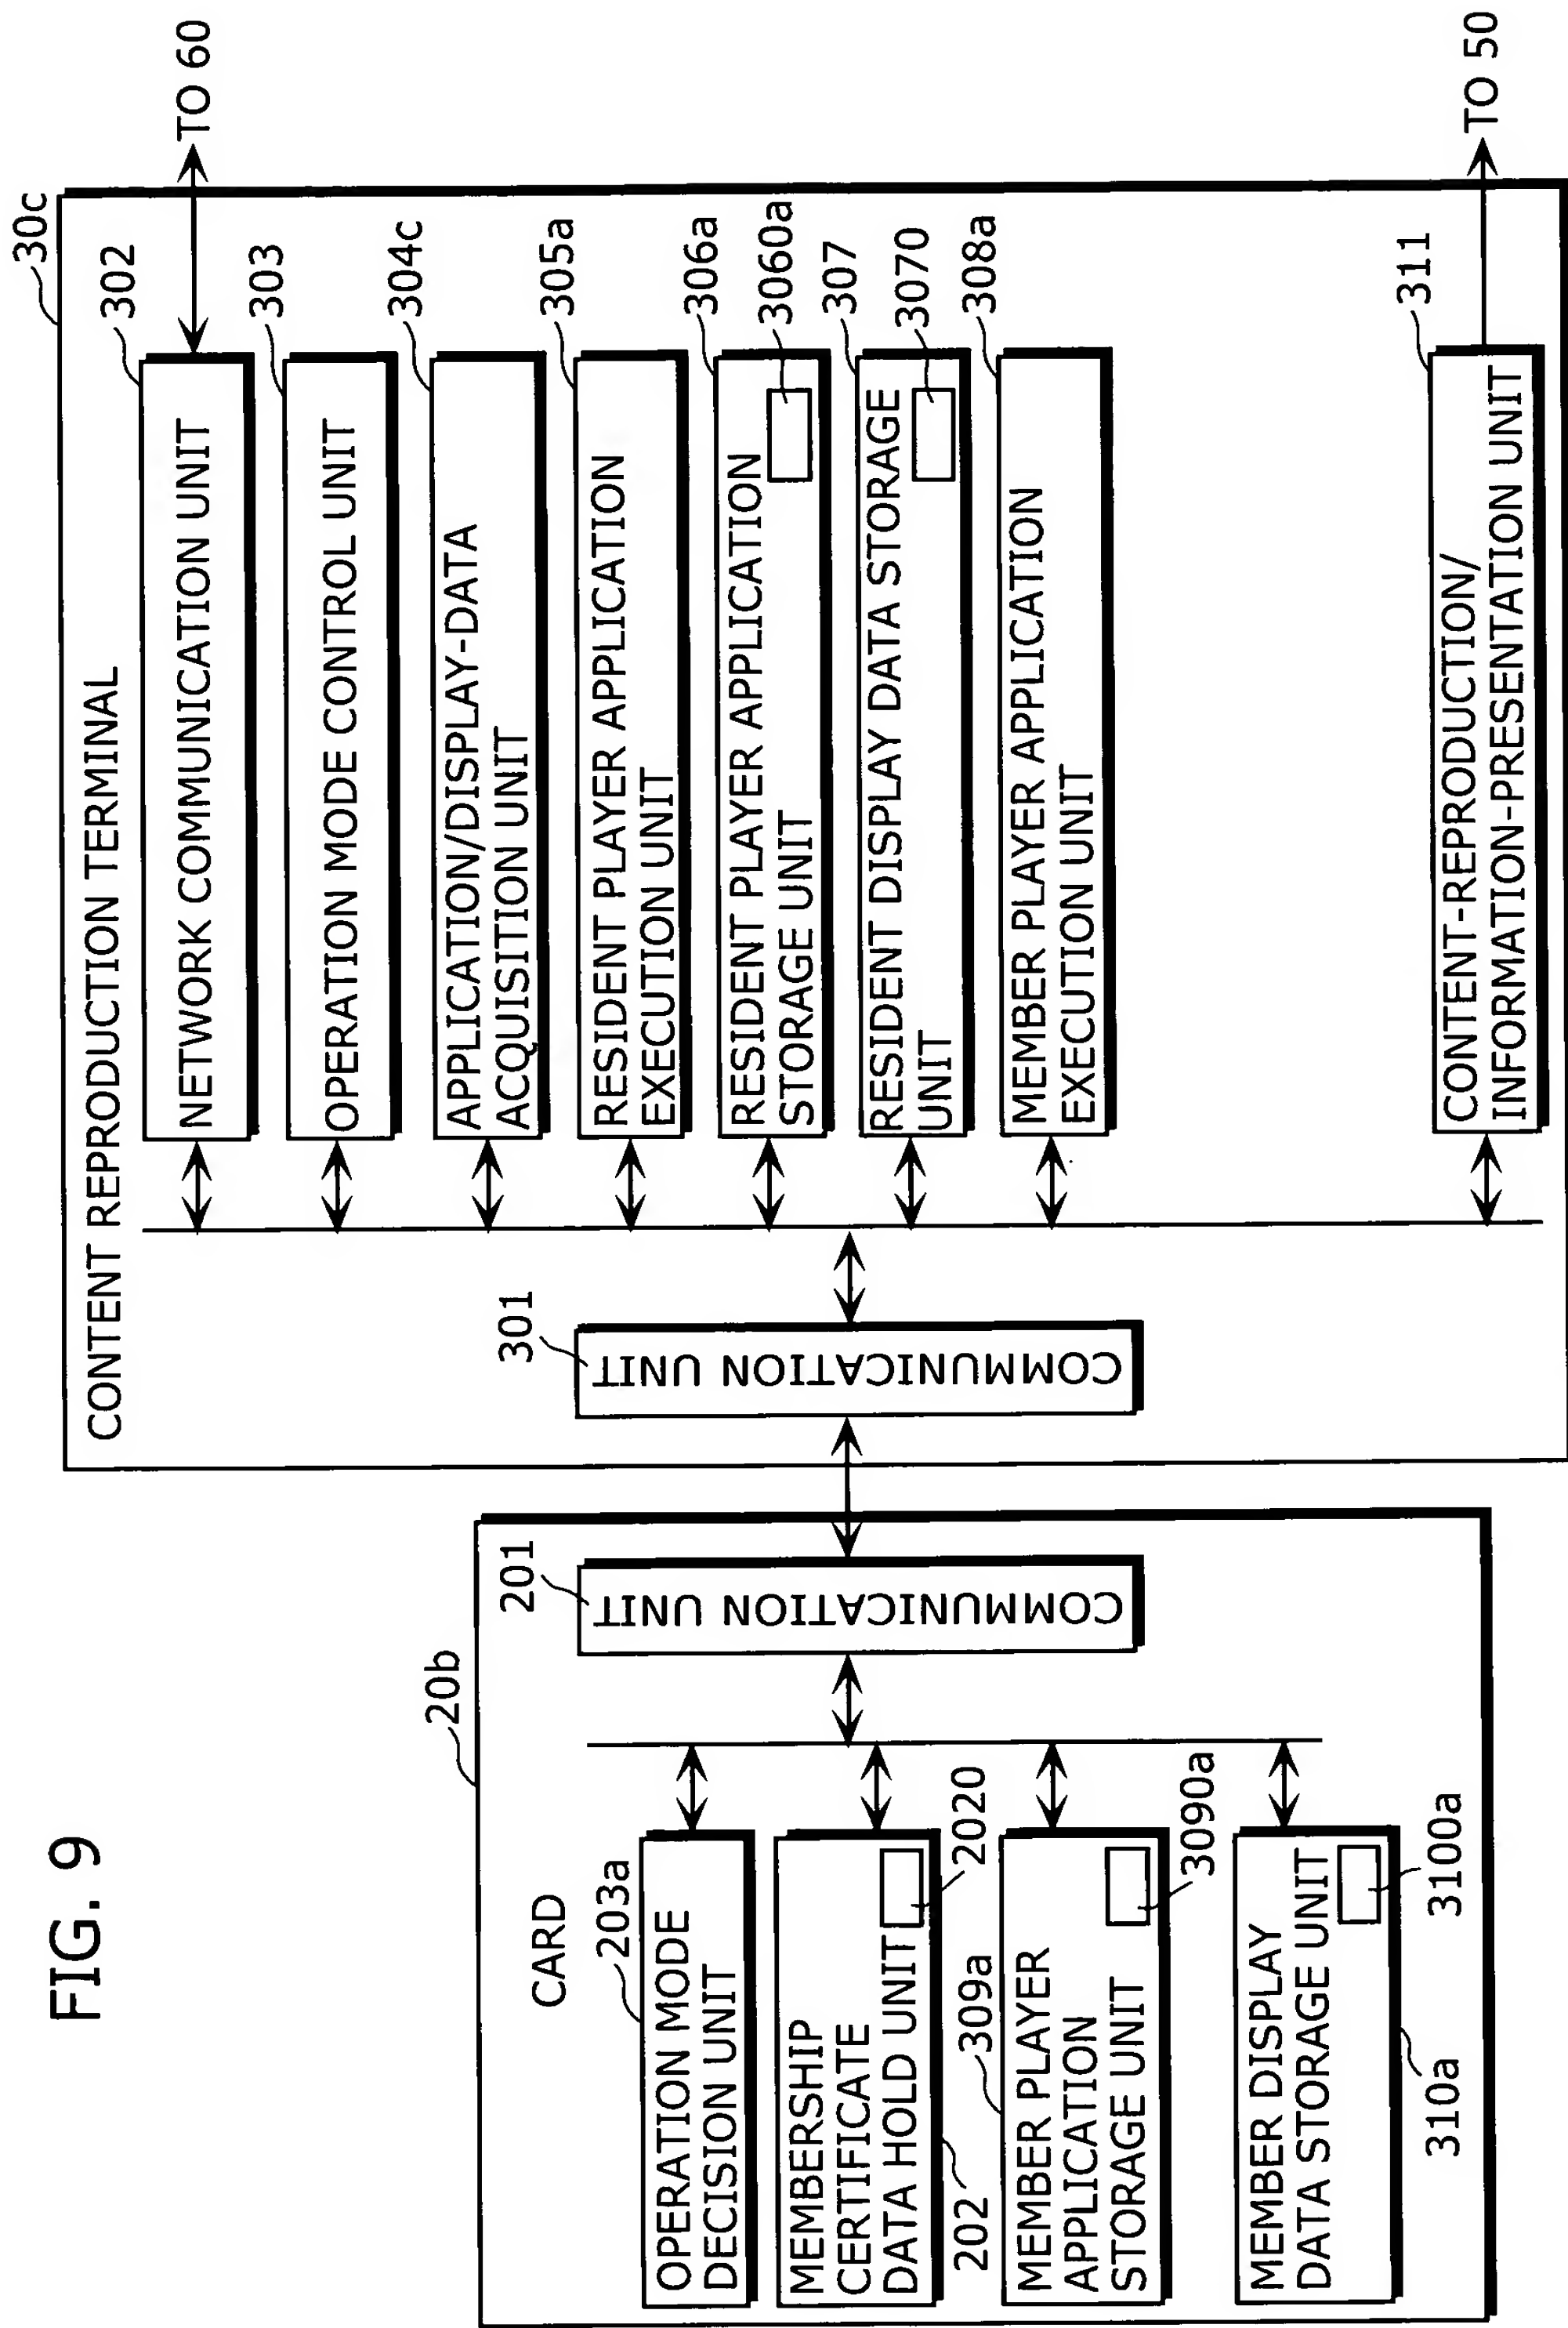 FIG. 9
CARD
20b
203a
OPERATION MODE
DECISION UNIT
MEMBERSHIP
CERTIFICATE
DATA HOLD UNIT
2020
202
309a
MEMBER PLAYER
APPLICATION
STORAGE UNIT
3090a
MEMBER DISPLAY
DATA STORAGE UNIT
3100a
310a
201
COMMUNICATION UNIT
30c
CONTENT REPRODUCTION TERMINAL
301
COMMUNICATION UNIT
302
NETWORK COMMUNICATION UNIT
TO 60
303
OPERATION MODE CONTROL UNIT
304c
APPLICATION/DISPLAY-DATA
ACQUISITION UNIT
305a
RESIDENT PLAYER APPLICATION
EXECUTION UNIT
306a
RESIDENT PLAYER APPLICATION
STORAGE UNIT
3060a
307
RESIDENT DISPLAY DATA STORAGE
UNIT
3070
308a
MEMBER PLAYER APPLICATION
EXECUTION UNIT
311
CONTENT-REPRODUCTION/
INFORMATION-PRESENTATION UNIT
TO 50